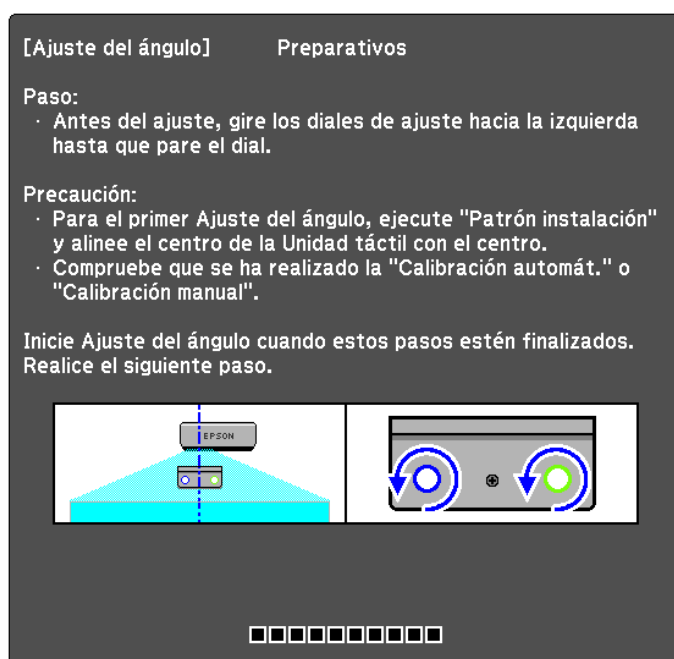 [Ajuste del ángulo] Preparativos
Paso:
· Antes del ajuste, gire los diales de ajuste hacia la izquierda
hasta que pare el dial.
Precaución:
· Para el primer Ajuste del ángulo, ejecute "Patrón instalación"
y alinee el centro de la Unidad táctil con el centro.
· Compruebe que se ha realizado la "Calibración automát." o
"Calibración manual".
Inicie Ajuste del ángulo cuando estos pasos estén finalizados.
Realice el siguiente paso.
EPSON